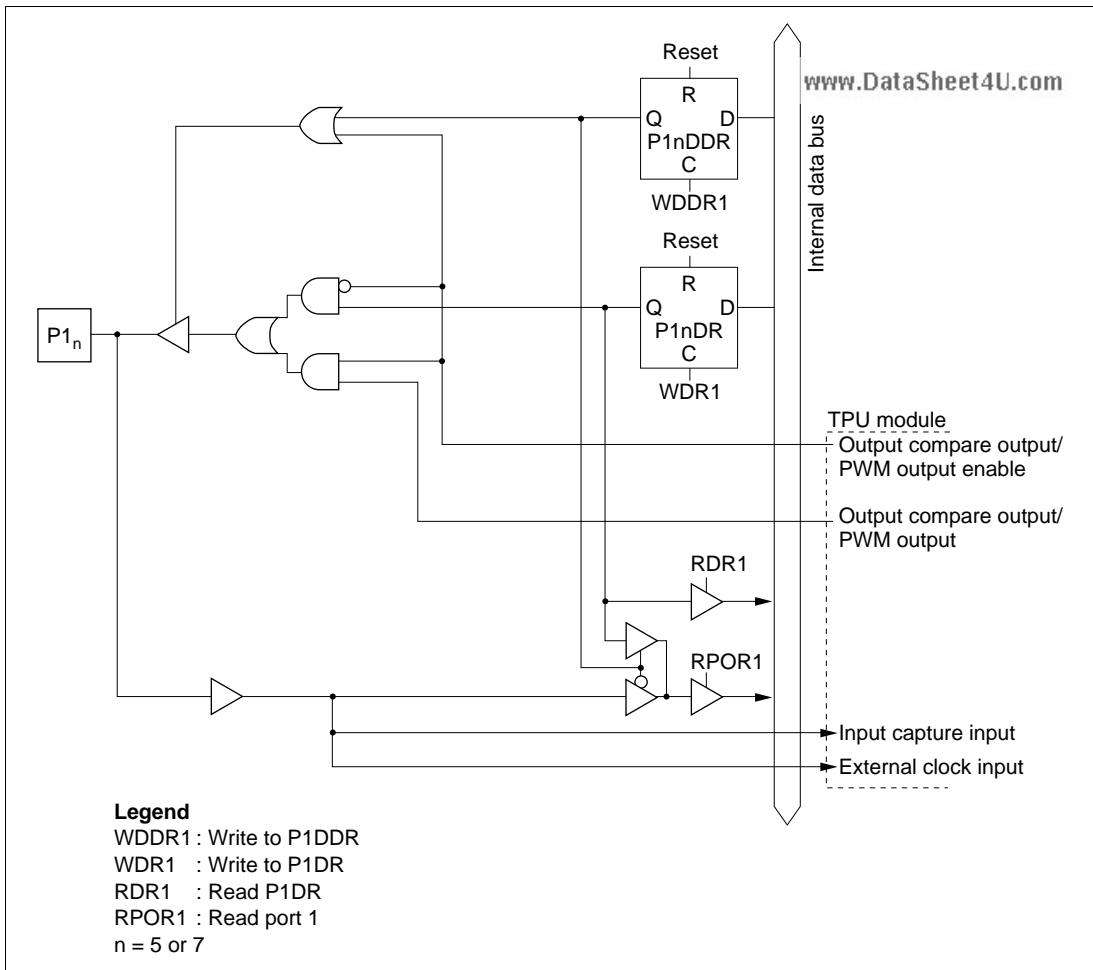 Reset
www.DataSheet4U.com
R
Q D
P1nDDR
C
WDDR1
Internal data bus
Reset
R
Q D
P1nDR
C
WDR1
P1n
TPU module
Output compare output/
PWM output enable
Output compare output/
PWM output
RDR1
RPOR1
Input capture input
External clock input
Legend
WDDR1 : Write to P1DDR
WDR1 : Write to P1DR
RDR1 : Read P1DR
RPOR1 : Read port 1
n = 5 or 7